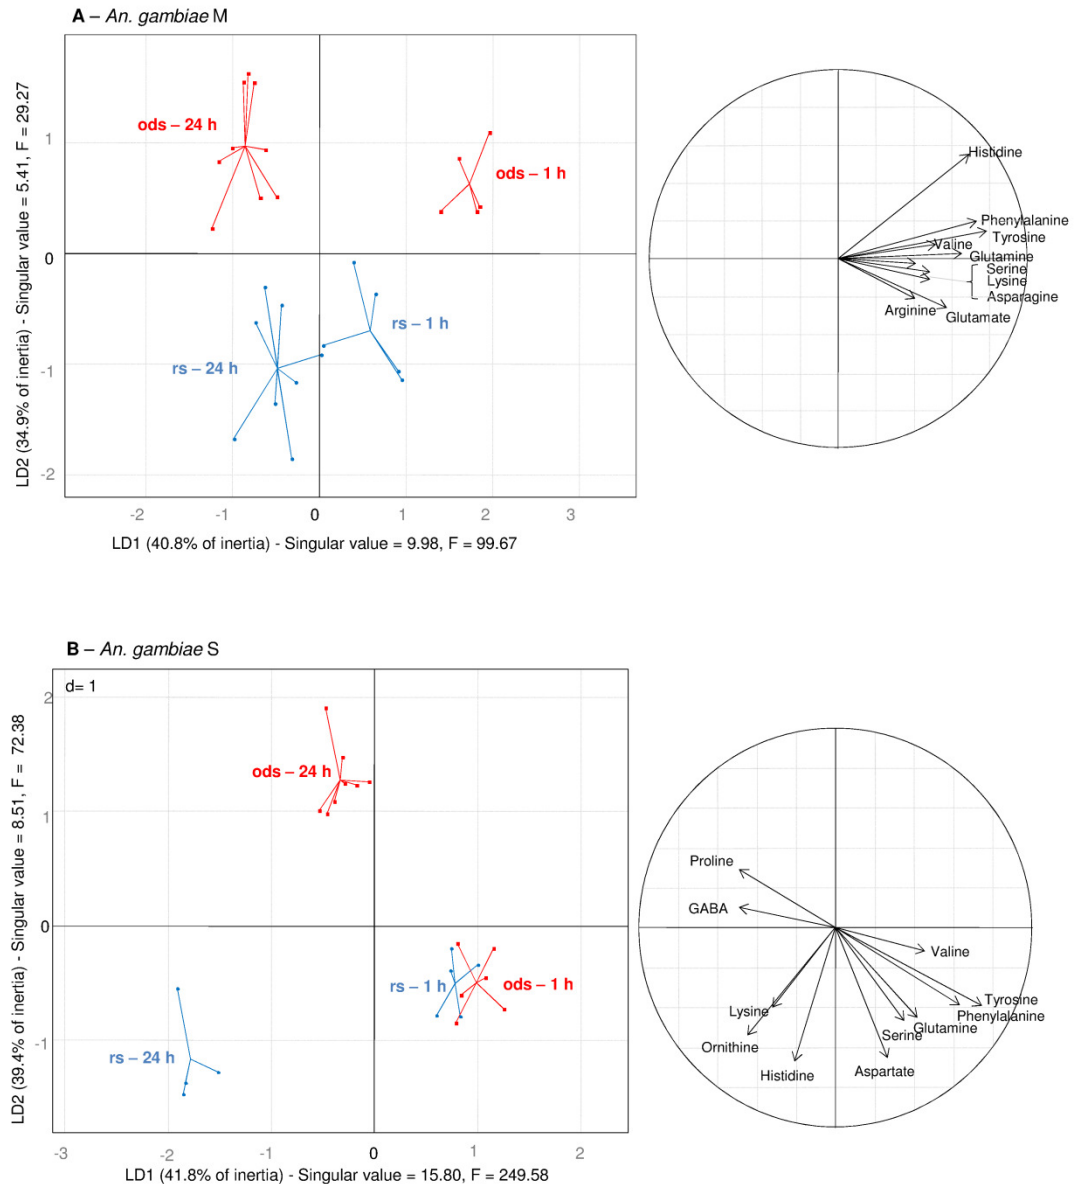 A – An. gambiae M
LD2 (34.9% of inertia) - Singular value = 5.41, F = 29.27
1
0
-1
-2
ods – 24 h
ods – 1 h
rs – 1 h
rs – 24 h
-2
-1
0
1
2
3
LD1 (40.8% of inertia) - Singular value = 9.98, F = 99.67
Histidine
Phenylalanine
Tyrosine
Valine
Glutamine
Serine
Lysine
Asparagine
Arginine
Glutamate
B – An. gambiae S
d= 1
LD2 (39.4% of inertia) - Singular value = 8.51, F = 72.38
2
1
0
-1
ods – 24 h
rs – 1 h
ods – 1 h
rs – 24 h
-3
-2
-1
0
1
2
LD1 (41.8% of inertia) - Singular value = 15.80, F = 249.58
Proline
GABA
Valine
Tyrosine
Phenylalanine
Lysine
Glutamine
Serine
Ornithine
Histidine
Aspartate